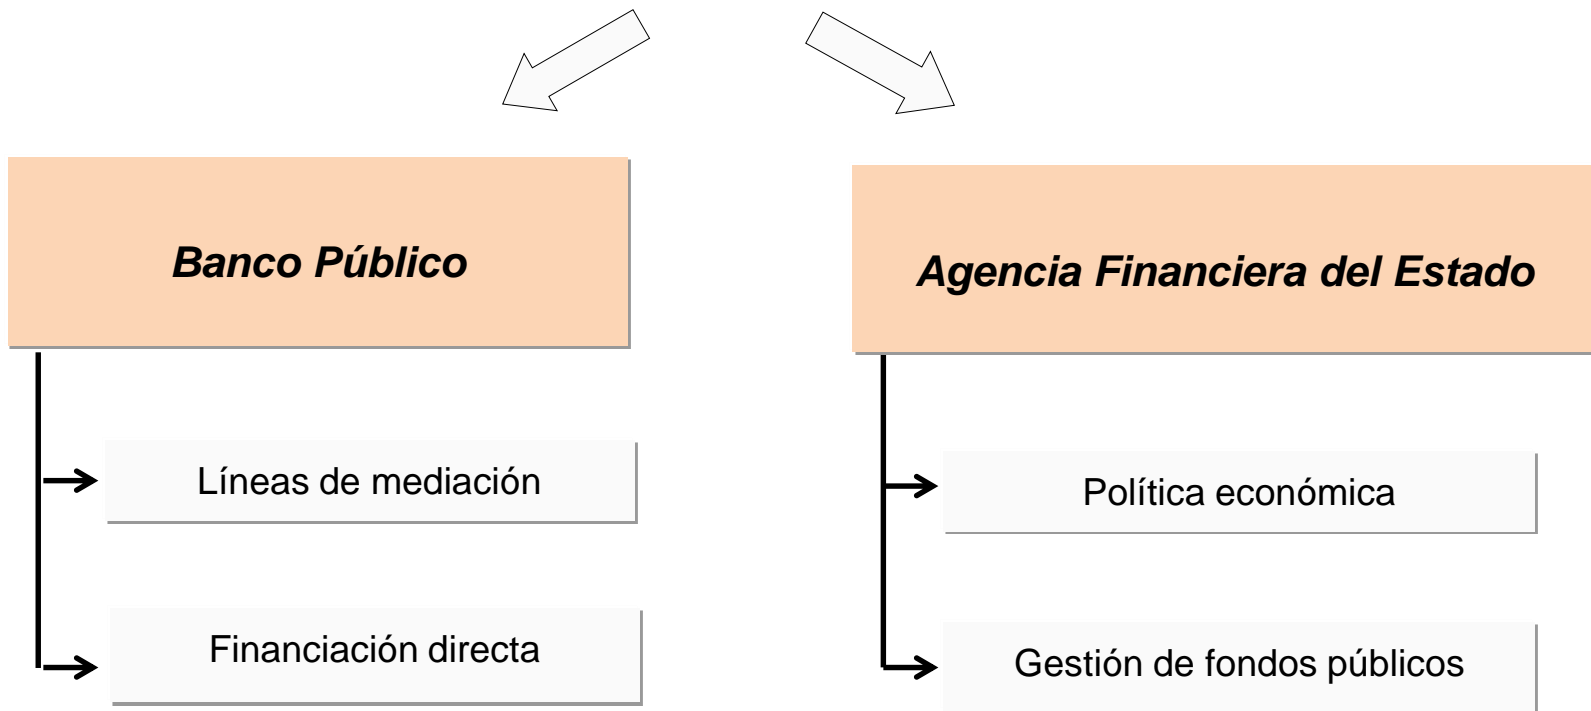 Banco Público
Líneas de mediación
Financiación directa
Agencia Financiera del Estado
Política económica
Gestión de fondos públicos